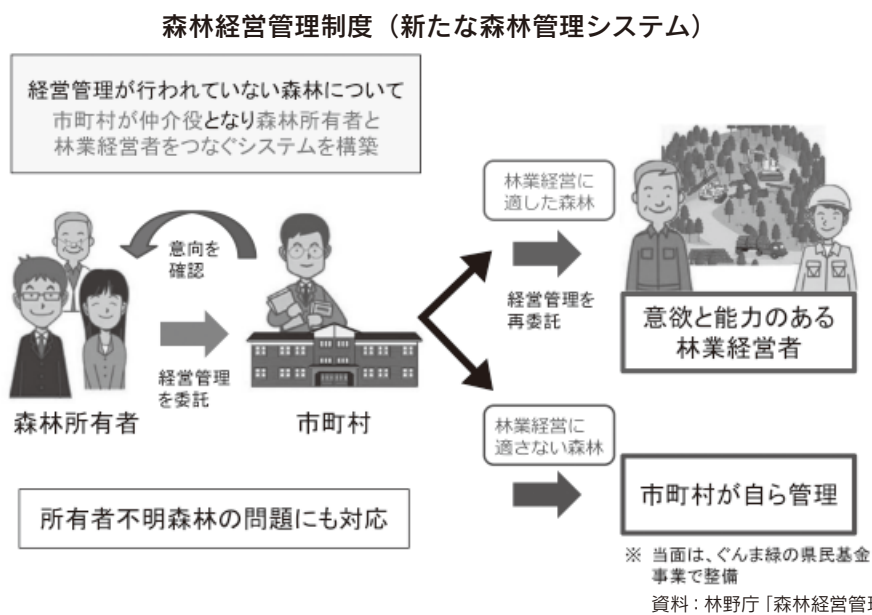 森林経営管理制度（新たな森林管理システム）
経営管理が行われていない森林について
市町村が仲介役となり森林所有者と
林業経営者をつなぐシステムを構築
意向を
確認
経営管理
を委託
森林所有者
市町村
林業経営に
適した森林
経営管理を
再委託
意欲と能力のある
林業経営者
林業経営に
適さない森林
市町村が自ら管理
所有者不明森林の問題にも対応
※ 当面は、ぐんま緑の県民基金
事業で整備
資料：林野庁「森林経営管